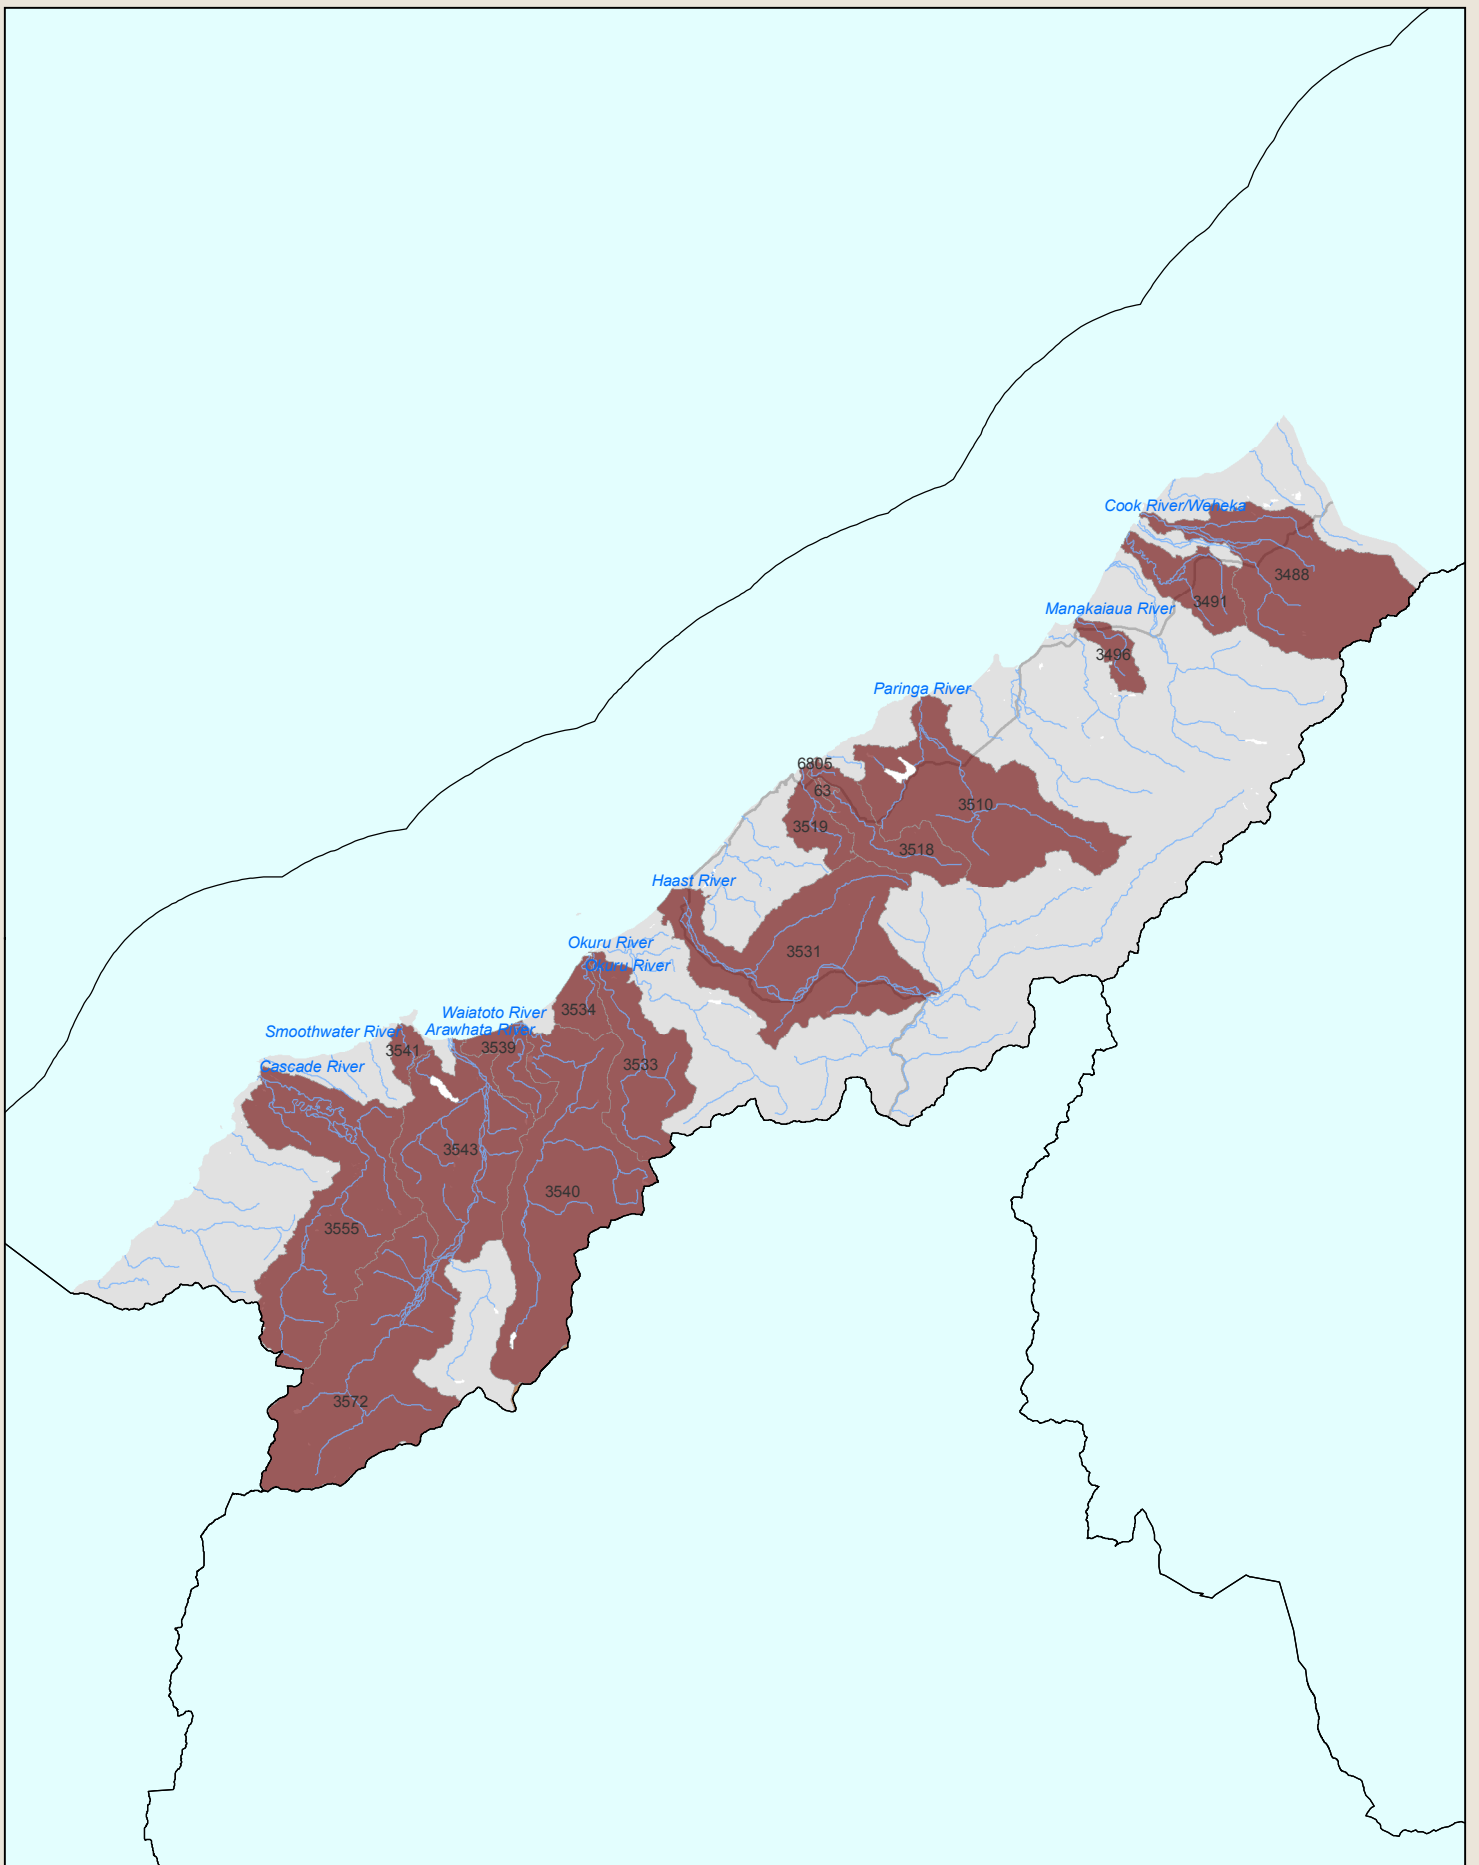 Cook River/Weheka
3488
3491
Manakaiaua River
3496
Paringa River
6805
63
3510
3519
3518
Haast River
Okuru River
3531
Okuru River
3534
Waiatoto River
Smoothwater River
Arawhata River
3541
3539
Cascade River
3533
3543
3540
3555
3572